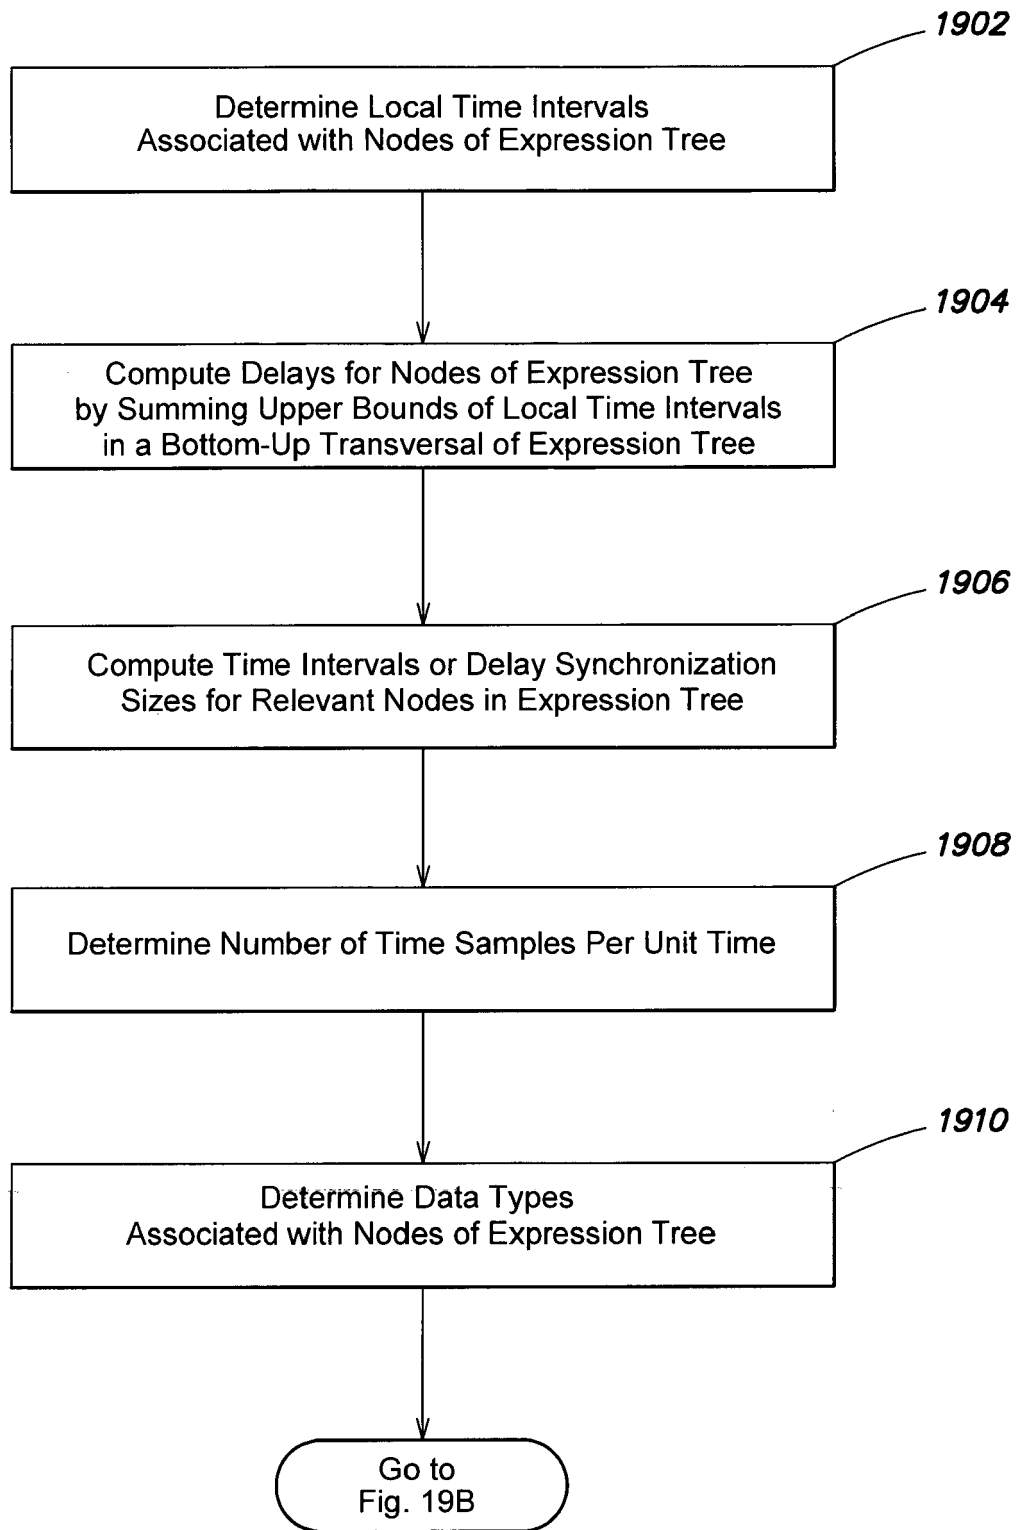 1902
Determine Local Time Intervals
Associated with Nodes of Expression Tree
1904
Compute Delays for Nodes of Expression Tree
by Summing Upper Bounds of Local Time Intervals
in a Bottom-Up Transversal of Expression Tree
1906
Compute Time Intervals or Delay Synchronization
Sizes for Relevant Nodes in Expression Tree
1908
Determine Number of Time Samples Per Unit Time
1910
Determine Data Types
Associated with Nodes of Expression Tree
Go to
Fig. 19B